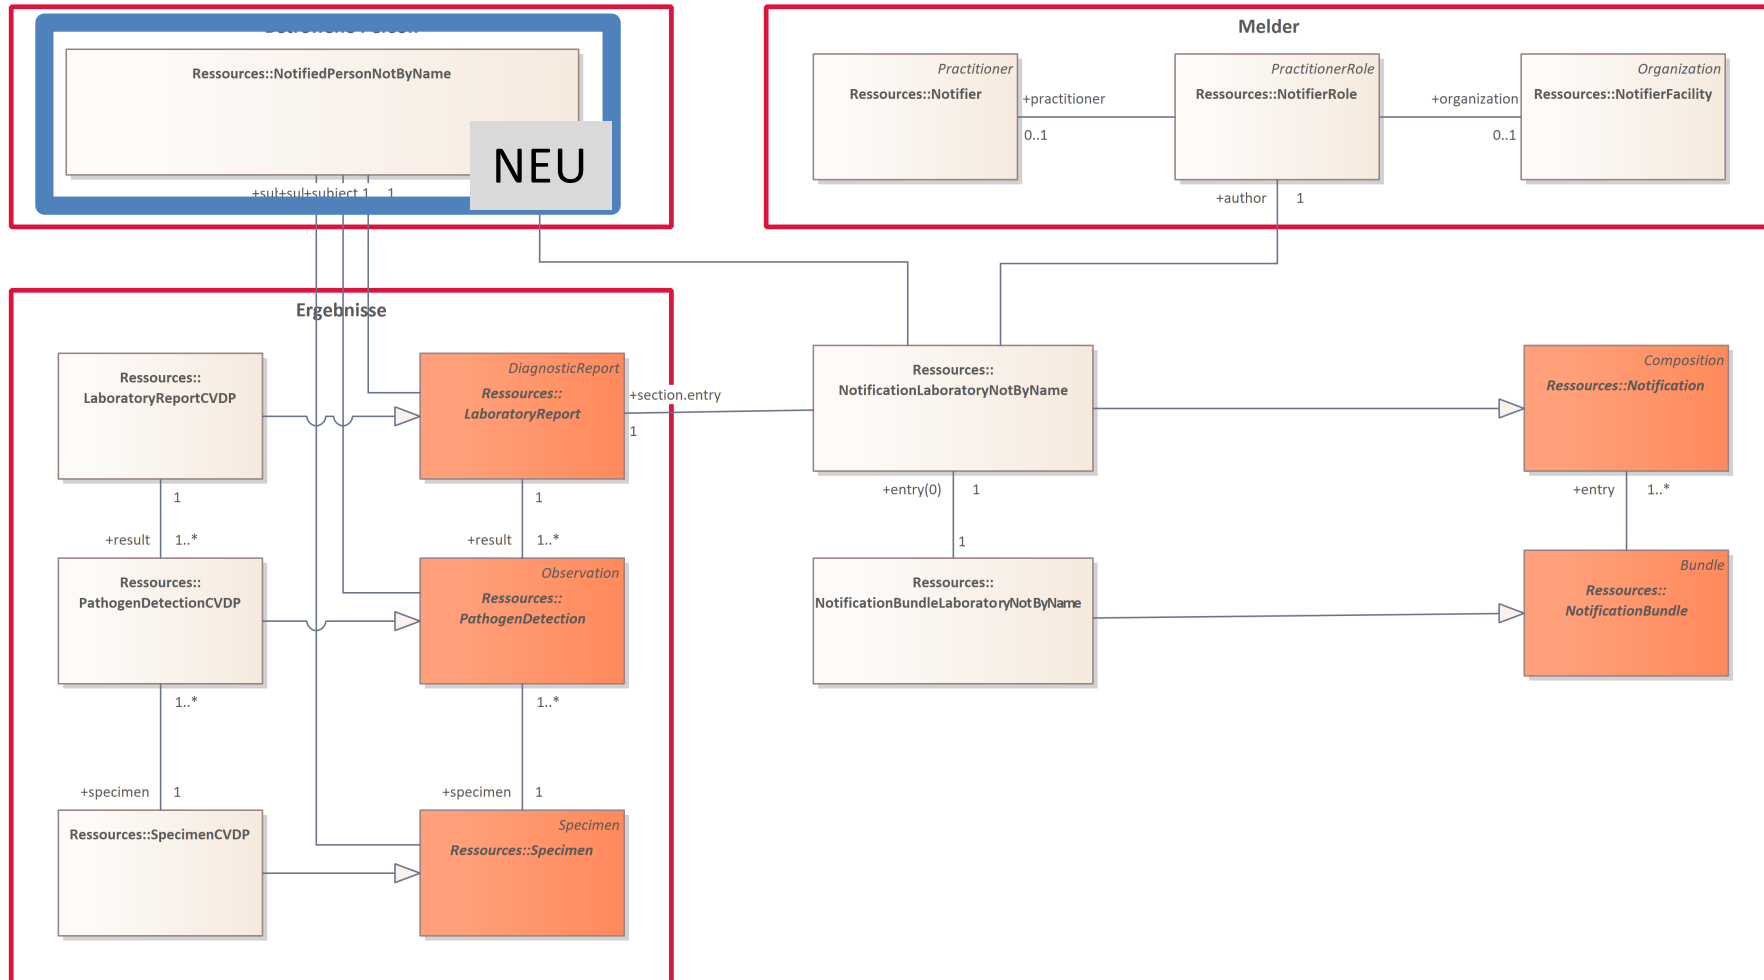 Ressources::NotifiedPersonNotByName
NEU
+subject 1 1
Melder
Practitioner
Ressources::Notifier
+practitioner
0..1
PractitionerRole
Ressources::NotifierRole
+organization
0..1
Organization
Ressources::NotifierFacility
+author 1
Ergebnisse
Ressources::
LaboratoryReportCVDP
DiagnosticReport
Ressources::
LaboratoryReport
+section.entry
1
Ressources::
NotificationLaboratoryNotByName
Composition
Ressources::Notification
1
+result 1..*
1
+result 1..*
+entry(0) 1
1
+entry 1..*
Ressources::
PathogenDetectionCVDP
Observation
Ressources::
PathogenDetection
Ressources::
NotificationBundleLaboratoryNotByName
Bundle
Ressources::
NotificationBundle
1..*
+specimen 1
1..*
+specimen 1
Ressources::SpecimenCVDP
Specimen
Ressources::Specimen